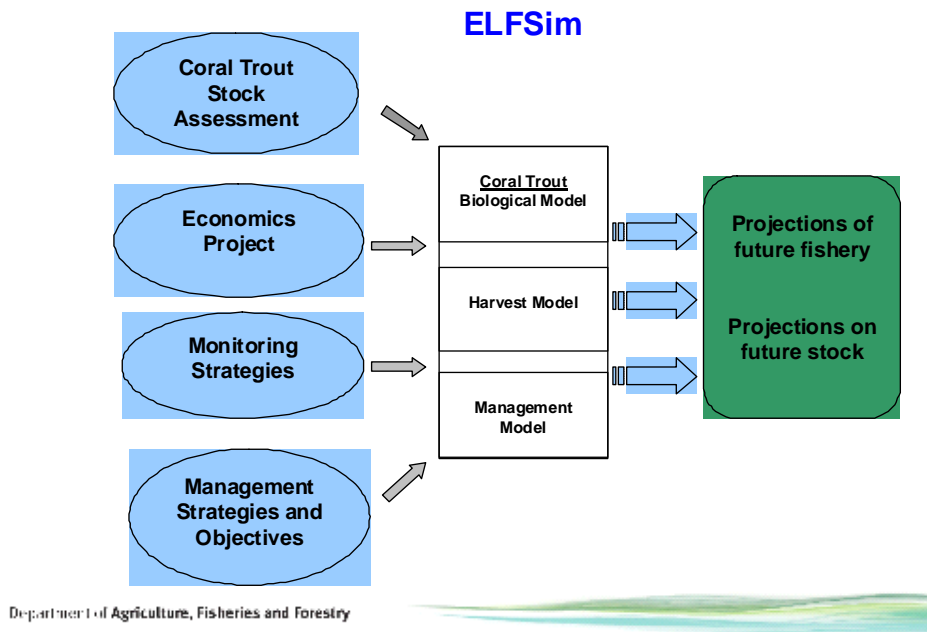 ELFSim
Coral Trout
Stock
Assessment
Economics
Project
Monitoring
Strategies
Management
Strategies and
Objectives
Coral Trout
Biological Model
Harvest Model
Management
Model
Projections of
future fishery
Projections on
future stock
Department of Agriculture, Fisheries and Forestry